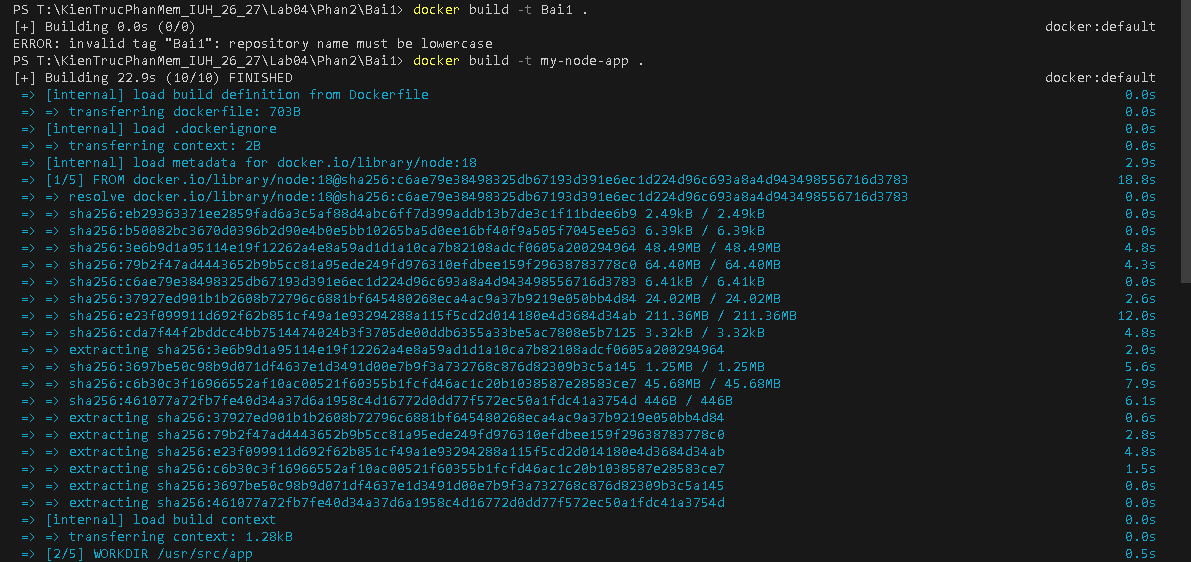 PS T:\KienTrucPhanMem_IUH_26_27\Lab04\Phan2\Bai1> docker build -t Bai1 .
[+] Building 0.0s (0/0) docker:default
ERROR: invalid tag "Bai1": repository name must be lowercase
PS T:\KienTrucPhanMem_IUH_26_27\Lab04\Phan2\Bai1> docker build -t my-node-app .
[+] Building 22.9s (10/10) FINISHED docker:default
=> [internal] load build definition from Dockerfile 0.0s
=> => transferring dockerfile: 703B 0.0s
=> [internal] load .dockerignore 0.0s
=> => transferring context: 2B 0.0s
=> [internal] load metadata for docker.io/library/node:18 2.9s
=> [1/5] FROM docker.io/library/node:18@sha256:c6ae79e38498325db67193d391e6ec1d224d96c693a8a4d943498556716d3783 18.8s
=> => resolve docker.io/library/node:18@sha256:c6ae79e38498325db67193d391e6ec1d224d96c693a8a4d943498556716d3783 0.0s
=> => sha256:eb29363371ee2859fad6a3c5af88d4abc6ff7d399addb13b7de3c1f11bdee6b9 2.49kB / 2.49kB 0.0s
=> => sha256:b50082bc3670d0396b2d90e4b0e5bb10265ba5d0ee16bf40f9a505f7045ee563 6.39kB / 6.39kB 0.0s
=> => sha256:3e6b9d1a95114e19f12262a4e8a59ad1d1a10ca7b82108adcf0605a200294964 48.49MB / 48.49MB 4.8s
=> => sha256:79b2f47ad4443652b9b5cc81a95ede249fd976310efdbee159f29638783778c0 64.40MB / 64.40MB 4.3s
=> => sha256:c6ae79e38498325db67193d391e6ec1d224d96c693a8a4d943498556716d3783 6.41kB / 6.41kB 0.0s
=> => sha256:37927ed901b1b2608b72796c6881bf645480268eca4ac9a37b9219e050bb4d84 24.02MB / 24.02MB 2.6s
=> => sha256:e23f099911d692f62b851cf49a1e93294288a115f5cd2d014180e4d3684d34ab 211.36MB / 211.36MB 12.0s
=> => sha256:cda7f44f2bddcc4bb7514474024b3f3705de00ddb6355a33be5ac7808e5b7125 3.32kB / 3.32kB 4.8s
=> => extracting sha256:3e6b9d1a95114e19f12262a4e8a59ad1d1a10ca7b82108adcf0605a200294964 2.0s
=> => sha256:3697be50c98b9d071df4637e1d3491d00e7b9f3a732768c876d82309b3c5a145 1.25MB / 1.25MB 5.6s
=> => sha256:c6b30c3f16966552af10ac00521f60355b1fcfd46ac1c20b1038587e28583ce7 45.68MB / 45.68MB 7.9s
=> => sha256:461077a72fb7fe40d34a37d6a1958c4d16772d0dd77f572ec50a1fdc41a3754d 446B / 446B 6.1s
=> => extracting sha256:37927ed901b1b2608b72796c6881bf645480268eca4ac9a37b9219e050bb4d84 0.6s
=> => extracting sha256:79b2f47ad4443652b9b5cc81a95ede249fd976310efdbee159f29638783778c0 2.8s
=> => extracting sha256:e23f099911d692f62b851cf49a1e93294288a115f5cd2d014180e4d3684d34ab 4.8s
=> => extracting sha256:c6b30c3f16966552af10ac00521f60355b1fcfd46ac1c20b1038587e28583ce7 1.5s
=> => extracting sha256:3697be50c98b9d071df4637e1d3491d00e7b9f3a732768c876d82309b3c5a145 0.0s
=> => extracting sha256:461077a72fb7fe40d34a37d6a1958c4d16772d0dd77f572ec50a1fdc41a3754d 0.0s
=> [internal] load build context 0.0s
=> => transferring context: 1.28kB 0.0s
=> [2/5] WORKDIR /usr/src/app 0.5s